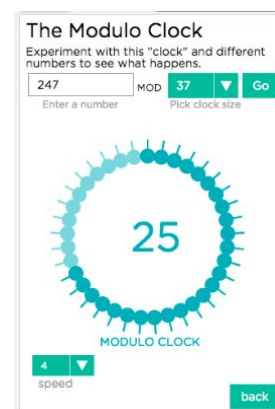 The Modulo Clock
Experiment with this "clock" and different
numbers to see what happens.
247 MOD 37 Go
Enter a number Pick clock size
25
MODULO CLOCK
4
speed
back